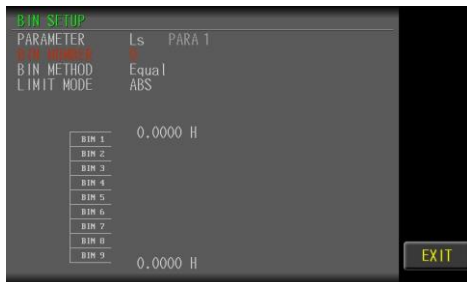 BIN SETUP
PARAMETER Ls PARA 1
BIN NUMBER 9
BIN METHOD Equal
LIMIT MODE ABS
BIN 1 0.0000 H
BIN 2
BIN 3
BIN 4
BIN 5
BIN 6
BIN 7
BIN 8
BIN 9 0.0000 H
EXIT